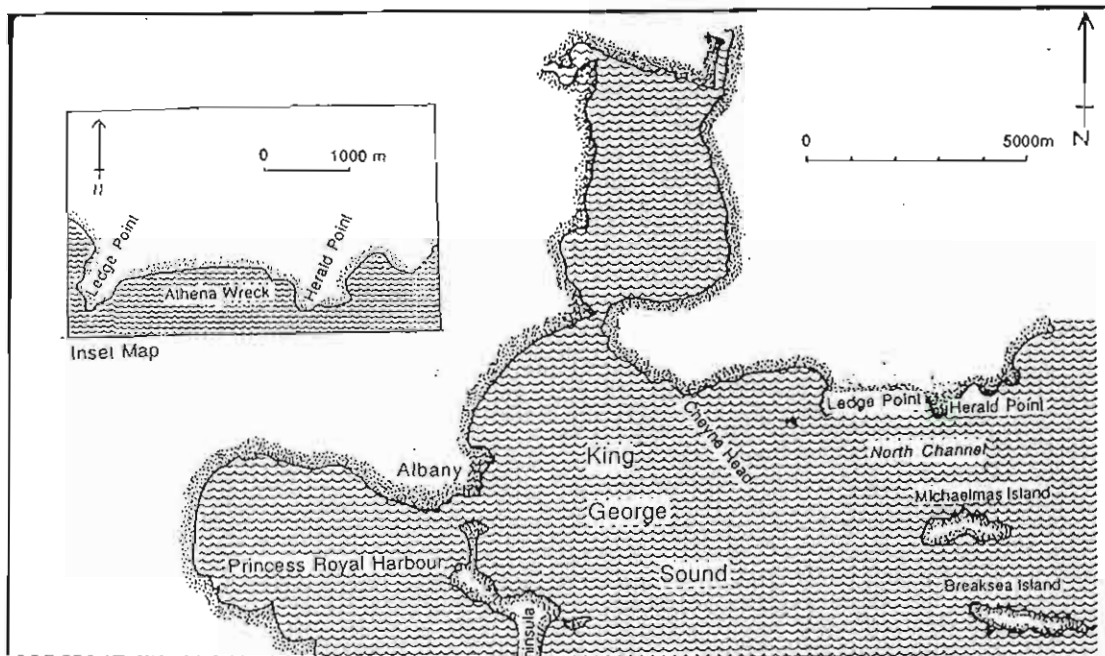 0 5000m
N
0 1000 m
N
Ledge Point
Herald Point
Athena Wreck
Inset Map
Ledge Point
Herald Point
Cheyne Head
North Channel
King
George
Sound
Albany
Michaelmas Island
Princess Royal Harbour
Breaksea Island
insula